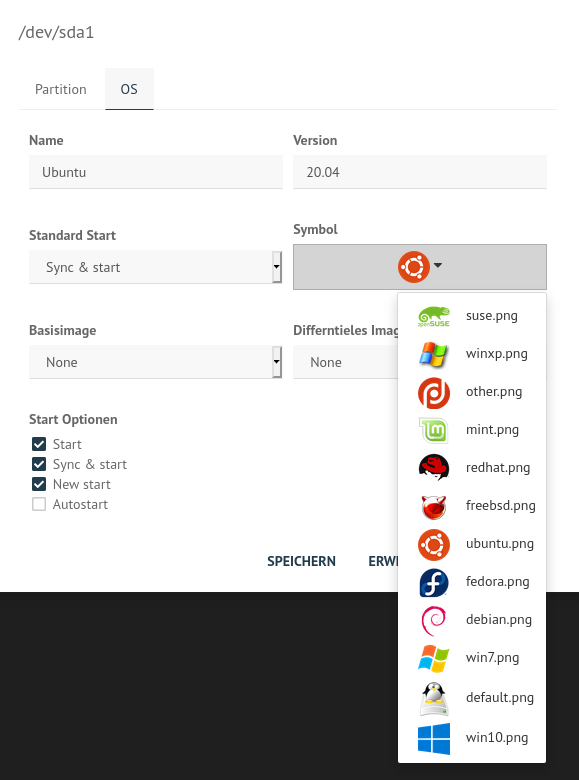 /dev/sda1
Partition
OS
Name
Version
Ubuntu
20.04
Standard Start
Symbol
Sync & start
Basisimage
Differntieles Imag
None
None
Start Optionen
Start
Sync & start
New start
Autostart
SPEICHERN
ERWE
openSUSE
suse.png
winxp.png
other.png
mint.png
redhat.png
freebsd.png
ubuntu.png
fedora.png
debian.png
win7.png
default.png
win10.png